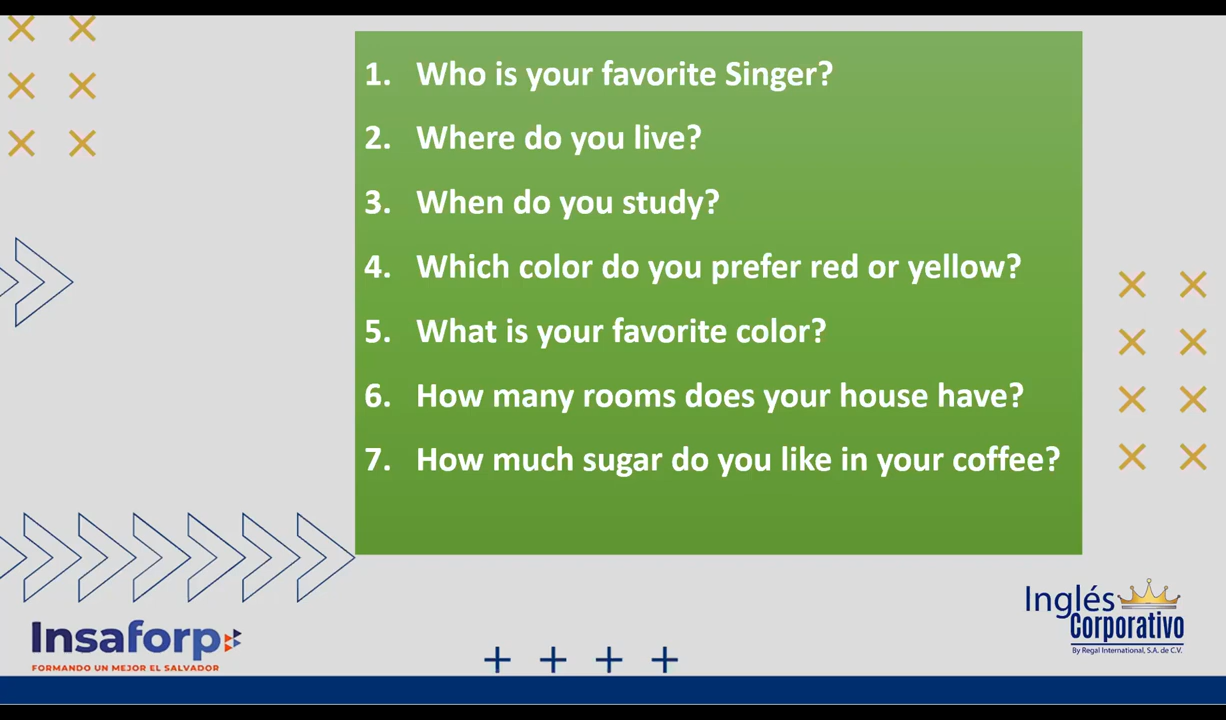 1. Who is your favorite Singer?
2. Where do you live?
3. When do you study?
4. Which color do you prefer red or yellow?
5. What is your favorite color?
6. How many rooms does your house have?
7. How much sugar do you like in your coffee?
Insaforp
FORMANDO UN MEJOR EL SALVADOR
Inglés
Corporativo
By Regal International, S.A. de C.V.